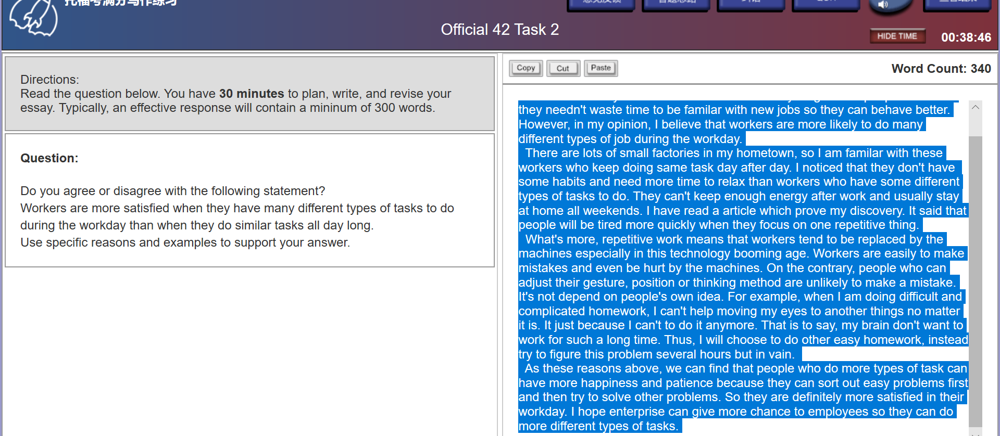 托福考满分写作练习
Official 42 Task 2
HIDE TIME
00:38:46
Directions:
Read the question below. You have 30 minutes to plan, write, and revise your
essay. Typically, an effective response will contain a mininum of 300 words.
Question:
Do you agree or disagree with the following statement?
Workers are more satisfied when they have many different types of tasks to do
during the workday than when they do similar tasks all day long.
Use specific reasons and examples to support your answer.
Copy
Cut
Paste
Word Count: 340
they needn't waste time to be familar with new jobs so they can behave better.
However, in my opinion, I believe that workers are more likely to do many
different types of job during the workday.
There are lots of small factories in my hometown, so I am familar with these
workers who keep doing same task day after day. I noticed that they don't have
some habits and need more time to relax than workers who have some different
types of tasks to do. They can't keep enough energy after work and usually stay
at home all weekends. I have read a article which prove my discovery. It said that
people will be tired more quickly when they focus on one repetitive thing.
What's more, repetitive work means that workers tend to be replaced by the
machines especially in this technology booming age. Workers are easily to make
mistakes and even be hurt by the machines. On the contrary, people who can
adjust their gesture, position or thinking method are unlikely to make a mistake.
It's not depend on people's own idea. For example, when I am doing difficult and
complicated homework, I can't help moving my eyes to another things no matter
it is. It just because I can't to do it anymore. That is to say, my brain don't want to
work for such a long time. Thus, I will choose to do other easy homework, instead
try to figure this problem several hours but in vain.
As these reasons above, we can find that people who do more types of task can
have more happiness and patience because they can sort out easy problems first
and then try to solve other problems. So they are definitely more satisfied in their
workday. I hope enterprise can give more chance to employees so they can do
more different types of tasks.